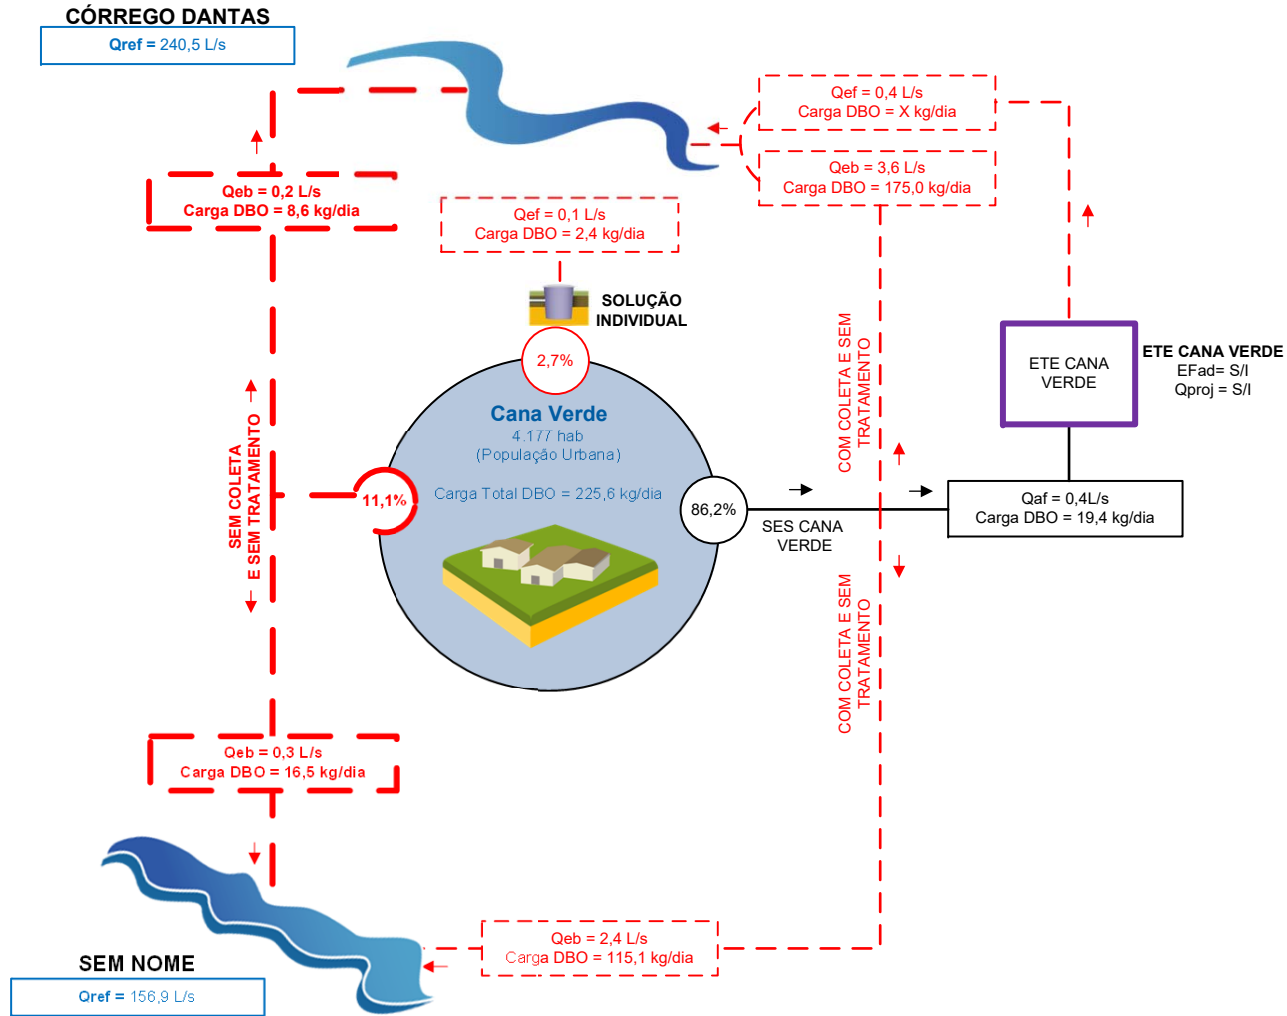 CÓRREGO DANTAS
Qref = 240,5 L/s
Qef = 0,4 L/s
Carga DBO = X kg/dia
Qeb = 3,6 L/s
Carga DBO = 175,0 kg/dia
Qeb = 0,2 L/s
Carga DBO = 8,6 kg/dia
Qef = 0,1 L/s
Carga DBO = 2,4 kg/dia
SOLUÇÃO
INDIVIDUAL
2,7%
ETE CANA
VERDE
ETE CANA VERDE
EFad= S/I
Qproj = S/I
Cana Verde
4.177 hab
(População Urbana)
Carga Total DBO = 225,6 kg/dia
SEM COLETA
E SEM TRATAMENTO
11,1%
86,2%
SES CANA
VERDE
COM COLETA E SEM
TRATAMENTO
Qaf = 0,4L/s
Carga DBO = 19,4 kg/dia
COM COLETA E SEM
TRATAMENTO
Qeb = 0,3 L/s
Carga DBO = 16,5 kg/dia
Qeb = 2,4 L/s
Carga DBO = 115,1 kg/dia
SEM NOME
Qref = 156,9 L/s